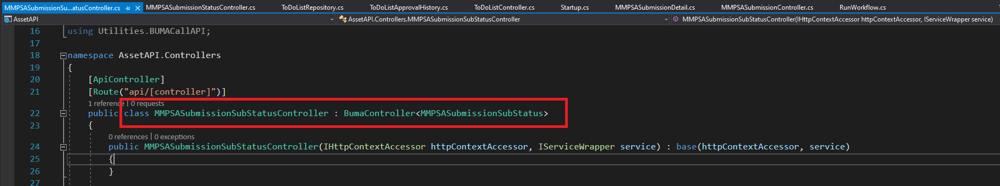 MMPSASubmissionSu...atusController.cs MMPSASubmissionStatusController.cs ToDoListRepository.cs ToDoListApprovalHistory.cs ToDoListController.cs Startup.cs MMPSASubmissionDetail.cs MMPSASubmissionController.cs RunWorkflow.cs
AssetAPI AssetAPI.Controllers.MMPSASubmissionSubStatusController MMPSASubmissionSubStatusController(IHttpContextAccessor httpContextAccessor, IServiceWrapper service)
16 using Utilities.BUMACallAPI;
17
18 namespace AssetAPI.Controllers
19 {
20 [ApiController]
21 [Route("api/[controller]")]
1 reference | 0 requests
22 public class MMPSASubmissionSubStatusController : BumaController<MMPSASubmissionSubStatus>
23 {
0 references | 0 exceptions
24 public MMPSASubmissionSubStatusController(IHttpContextAccessor httpContextAccessor, IServiceWrapper service) : base(httpContextAccessor, service)
25 {
26 }
27